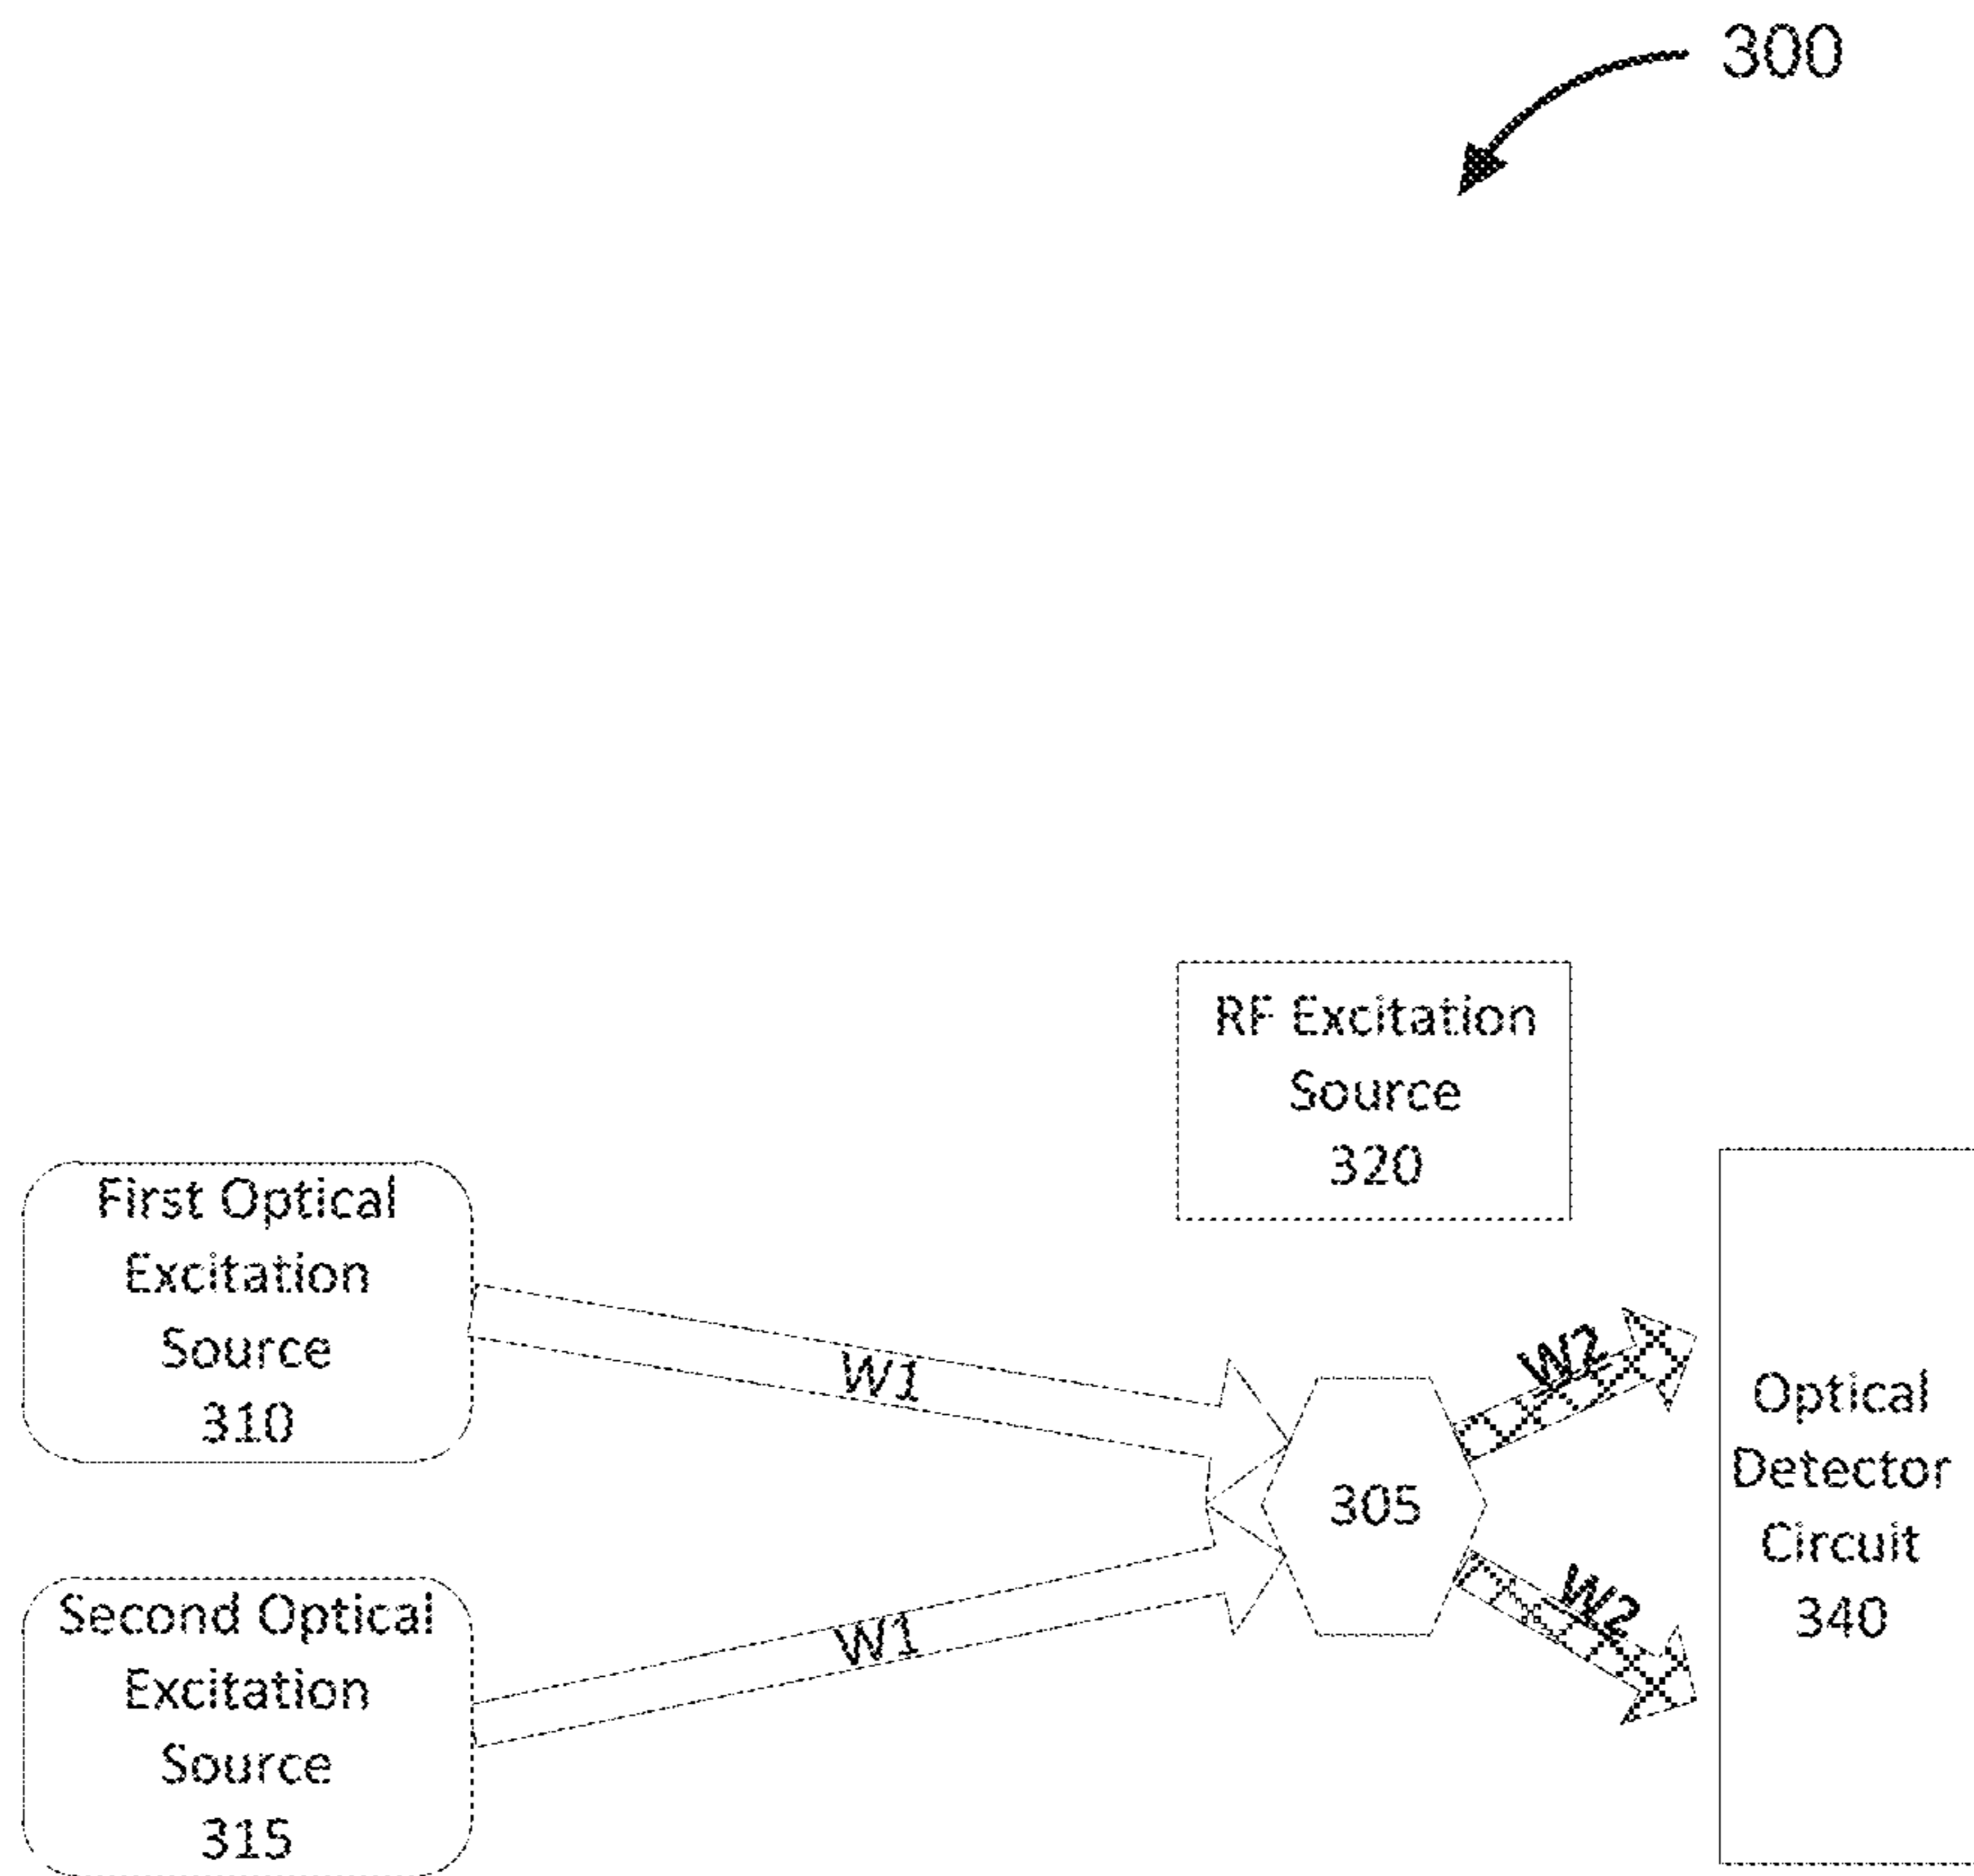 300
RF Excitation
Source
320
First Optical
Excitation
Source
310
W1
W2
305
Optical
Detector
Circuit
340
Second Optical
Excitation
Source
315
W1
W2